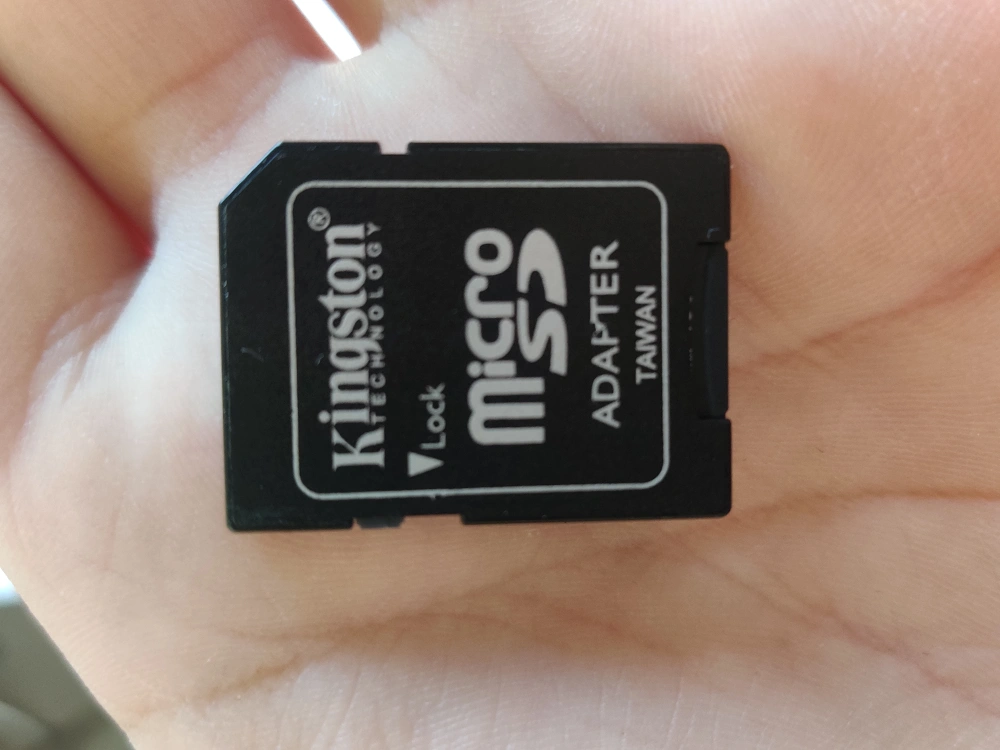 Kingston®
TECHNOLOGY
▼Lock
micro
SD
ADAPTER
TAIWAN